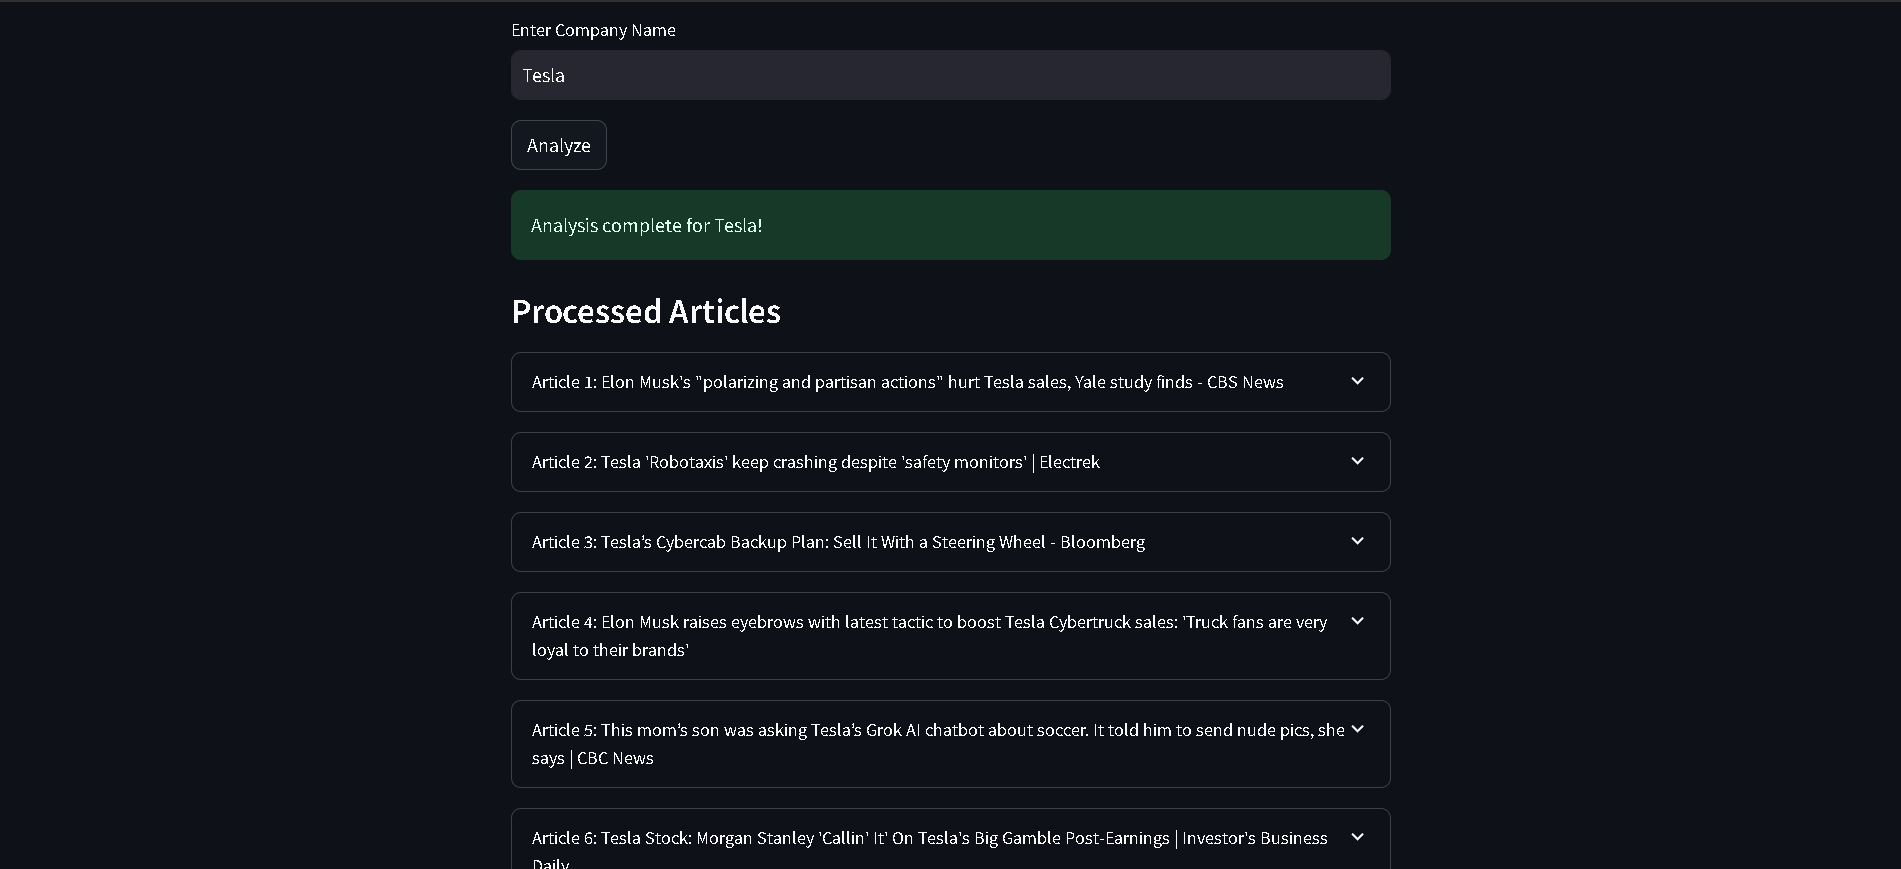 Enter Company Name
Tesla
Analyze
Analysis complete for Tesla!
Processed Articles
Article 1: Elon Musk's "polarizing and partisan actions" hurt Tesla sales, Yale study finds - CBS News
Article 2: Tesla 'Robotaxis' keep crashing despite 'safety monitors' | Electrek
Article 3: Tesla’s Cybercab Backup Plan: Sell It With a Steering Wheel - Bloomberg
Article 4: Elon Musk raises eyebrows with latest tactic to boost Tesla Cybertruck sales: 'Truck fans are very
loyal to their brands'
Article 5: This mom’s son was asking Tesla’s Grok AI chatbot about soccer. It told him to send nude pics, she
says | CBC News
Article 6: Tesla Stock: Morgan Stanley 'Callin' It' On Tesla's Big Gamble Post-Earnings | Investor's Business
Daily